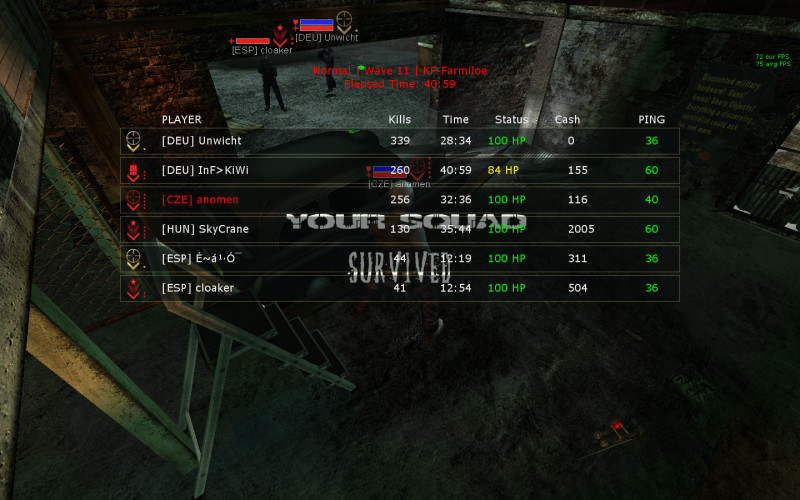 [DEU] Unwicht
[ESP] cloaker
Normal | Wave 11 | KF-Farmiloe
Elapsed Time: 40:59
72 cur FPS
75 avg FPS
PLAYER Kills Time Status Cash PING
[DEU] Unwicht 339 28:34 100 HP 0 36
[DEU] InF>KiWi 260 40:59 84 HP 155 60
[CZE] anomen
[CZE] anomen 256 32:36 100 HP 116 40
YOUR SQUAD
[HUN] SkyCrane 130 35:44 100 HP 2005 60
[ESP] É~á¹·Ó¯ 44 12:19 100 HP 311 36
SURVIVED
[ESP] cloaker 41 12:54 100 HP 504 36